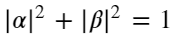 |α|² + |β|² = 1